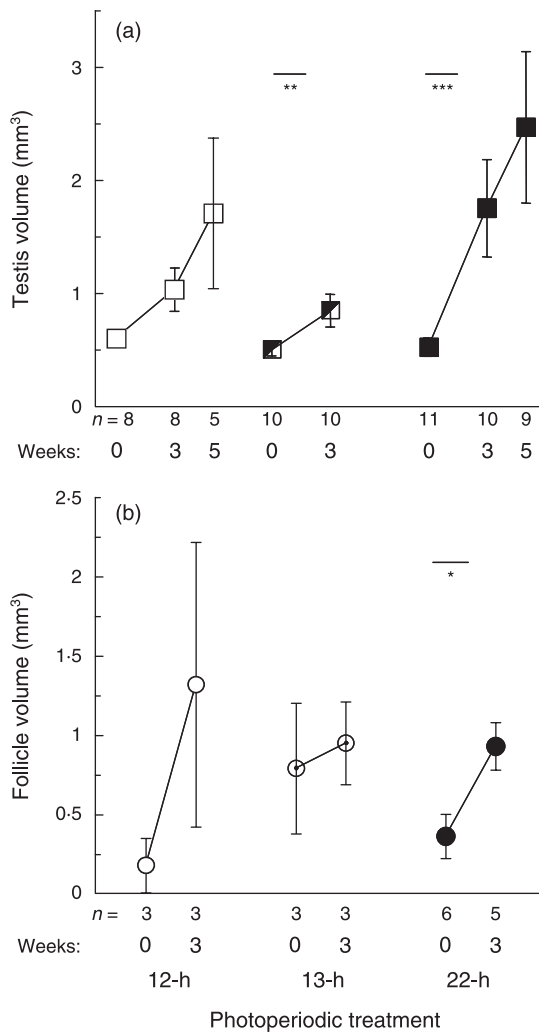 (a)
Testis volume (mm³)
3
2
1
0
** ***
n = 8 8 5 10 10 11 10 9
Weeks: 0 3 5 0 3 0 3 5
(b)
Follicle volume (mm³)
2·5
2
1·5
1
0·5
0
*
n = 3 3 3 3 6 5
Weeks: 0 3 0 3 0 3
12-h 13-h 22-h
Photoperiodic treatment